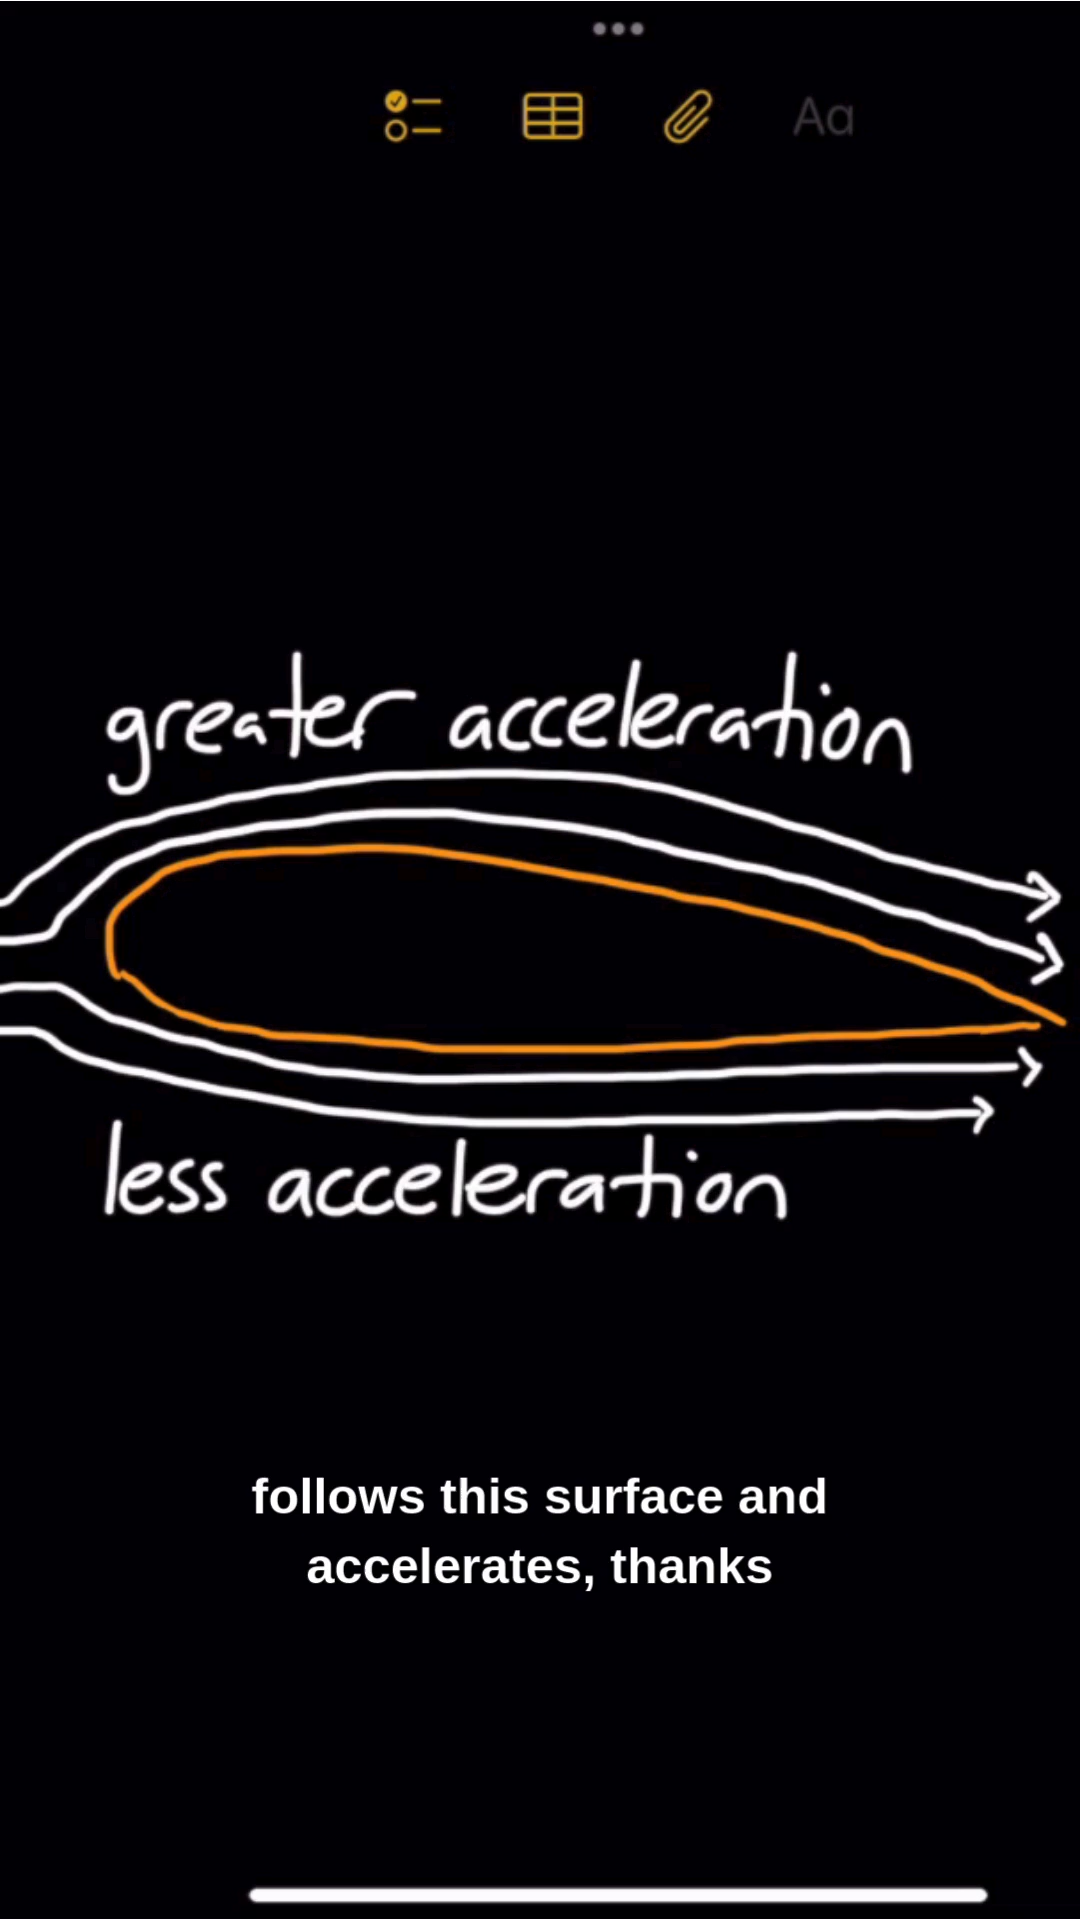 Aa
greater acceleration
less acceleration
follows this surface and
accelerates, thanks